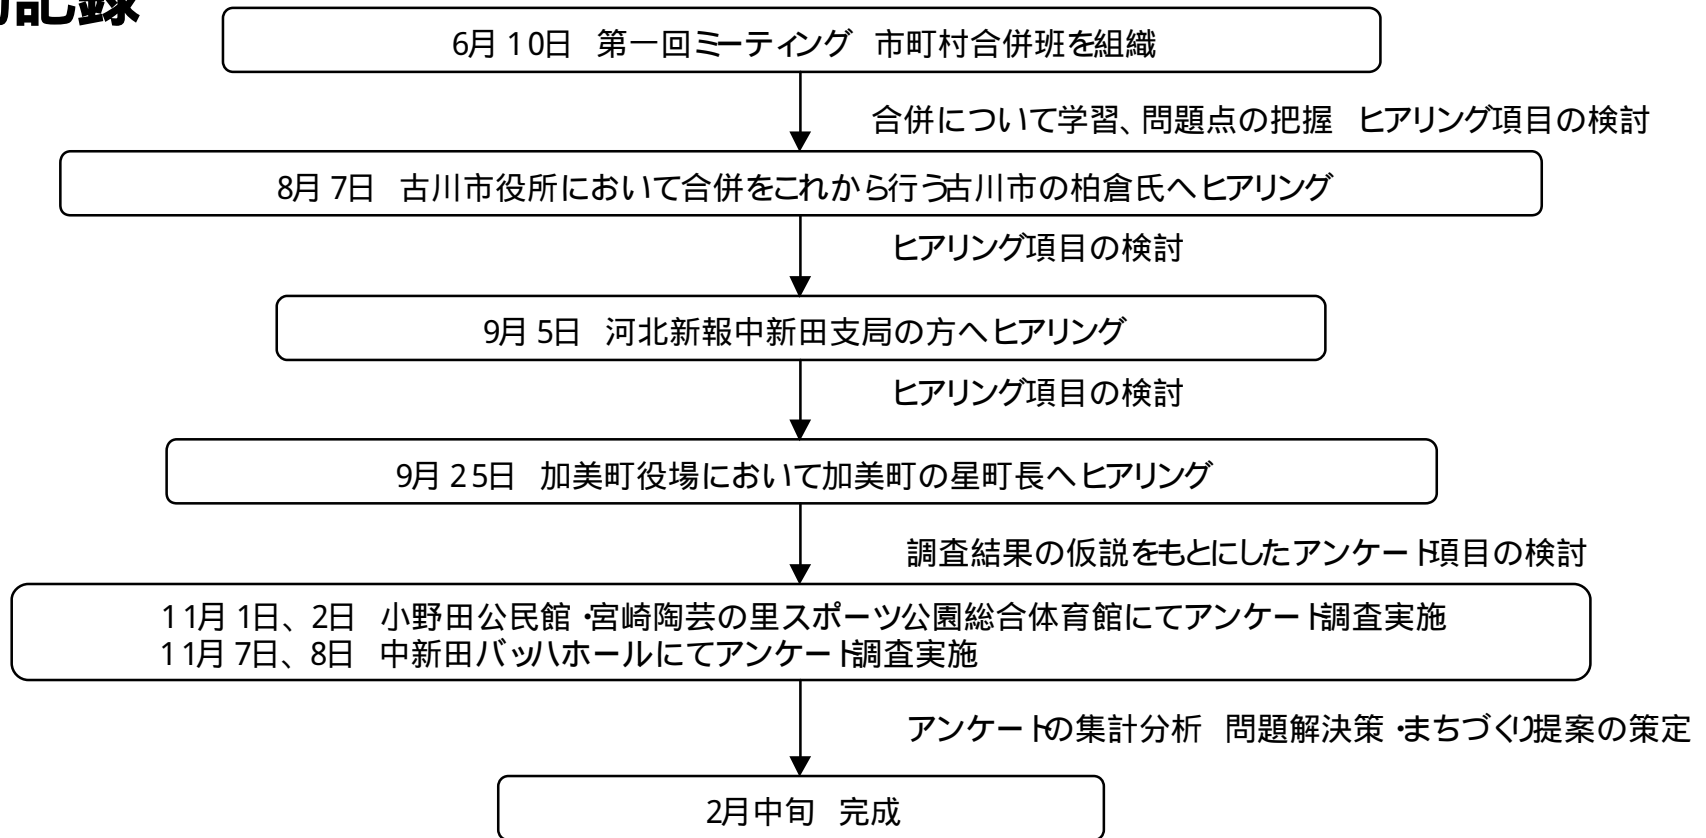 記録
6月10日 第一回ミーティング 市町村合併班を組織
合併について学習、問題点の把握 ヒアリング項目の検討
8月7日 古川市役所において合併をこれから行う古川市の柏倉氏へヒアリング
ヒアリング項目の検討
9月5日 河北新報中新田支局の方へヒアリング
ヒアリング項目の検討
9月25日 加美町役場において加美町の星町長へヒアリング
調査結果の仮説をもとにしたアンケート項目の検討
11月1日、2日 小野田公民館・宮崎陶芸の里スポーツ公園総合体育館にてアンケート調査実施
11月7日、8日 中新田バッハホールにてアンケート調査実施
アンケートの集計分析 問題解決策・まちづくり提案の策定
2月中旬 完成